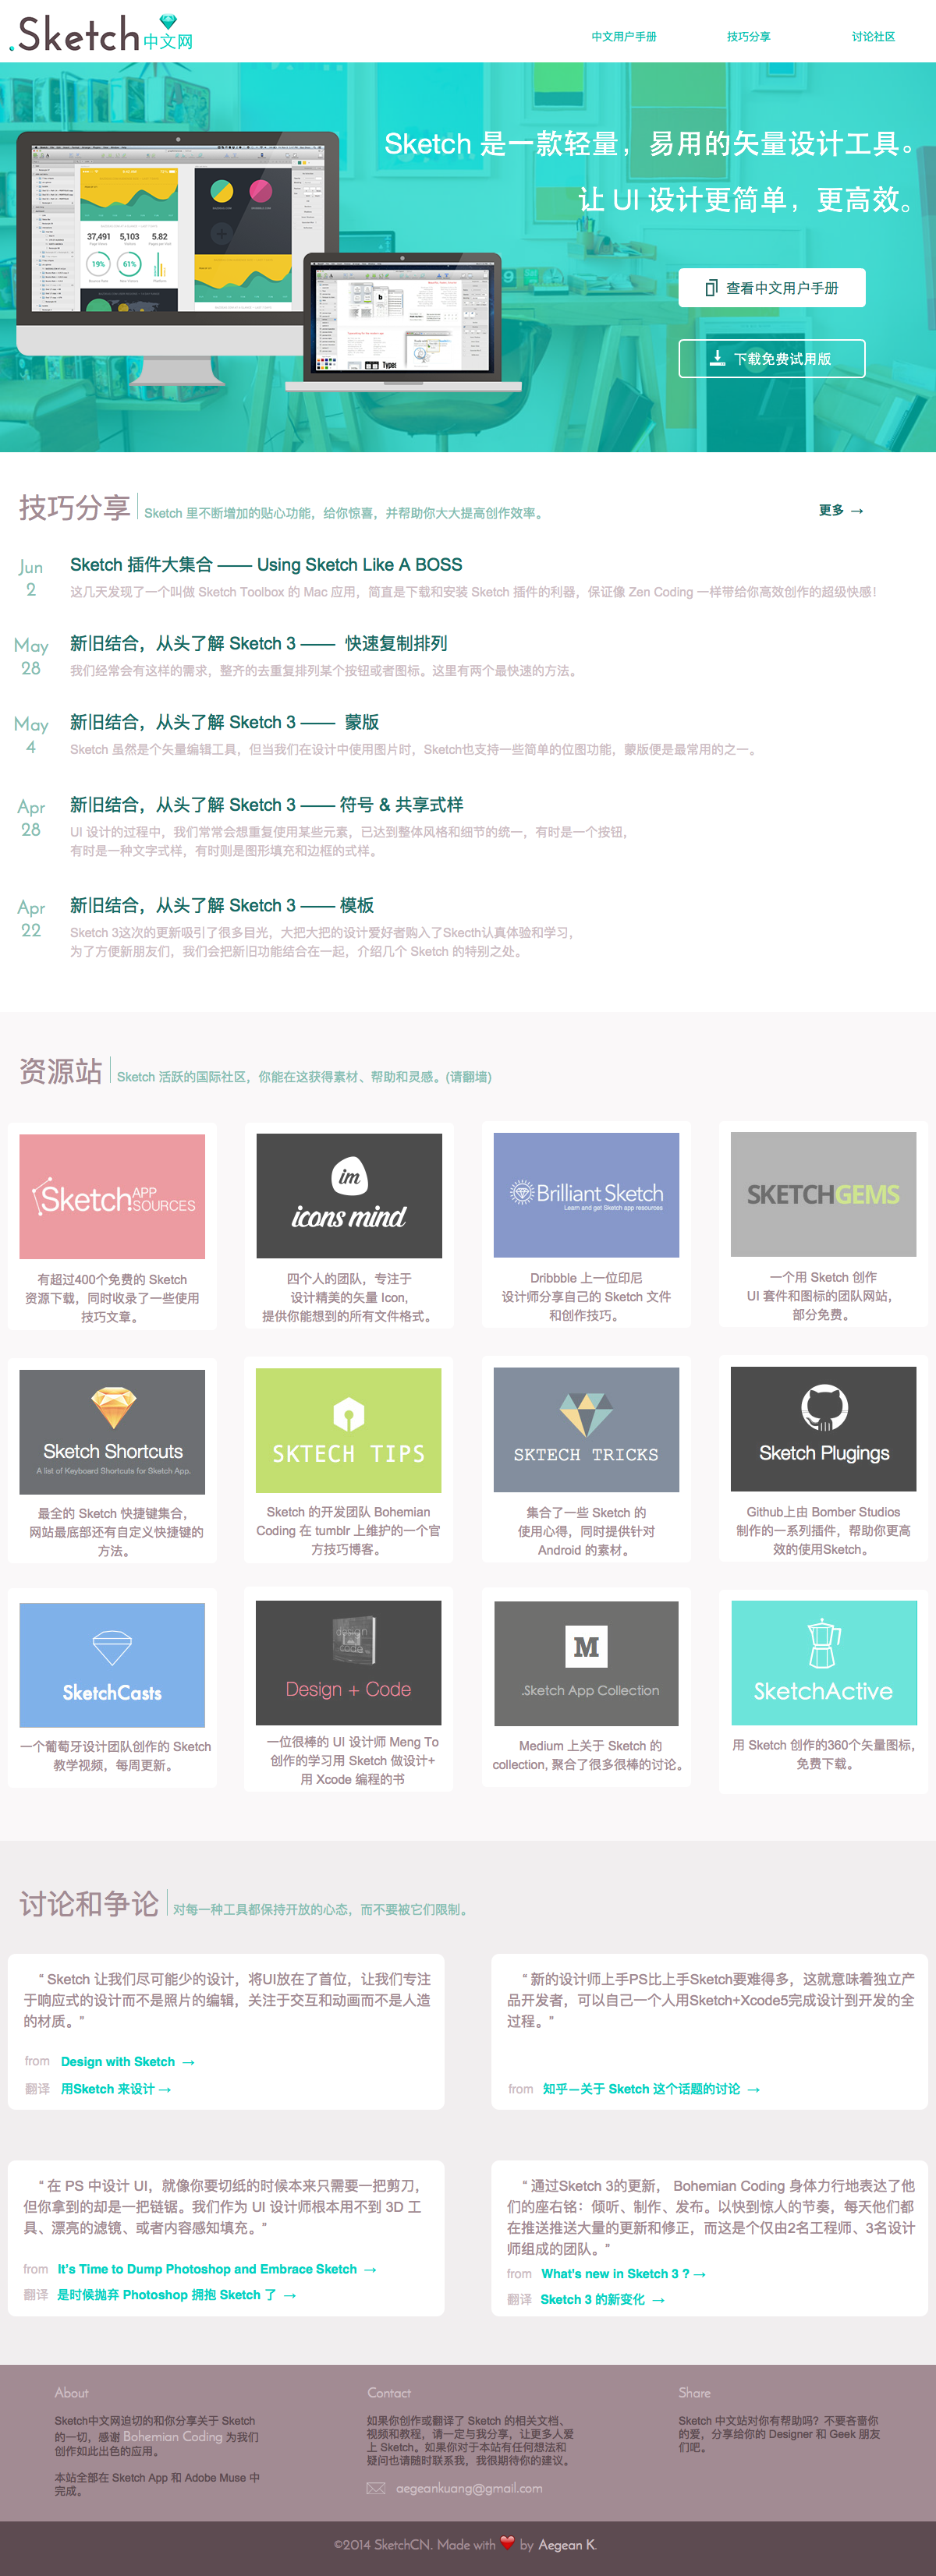 .Sketch中文网
中文用户手册
技巧分享
讨论社区
Sketch 是一款轻量，易用的矢量设计工具。
让 UI 设计更简单，更高效。
37,491
5,103
5.82
19%
61%
查看中文用户手册
下载免费试用版
技巧分享
Sketch 里不断增加的贴心功能，给你惊喜，并帮助你大大提高创作效率。
更多 →
Jun
2
Sketch 插件大集合 —— Using Sketch Like A BOSS
这几天发现了一个叫做 Sketch Toolbox 的 Mac 应用，简直是下载和安装 Sketch 插件的利器，保证像 Zen Coding 一样带给你高效创作的超级快感！
May
28
新旧结合，从头了解 Sketch 3 —— 快速复制排列
我们经常会有这样的需求，整齐的去重复排列某个按钮或者图标。这里有两个最快速的方法。
May
4
新旧结合，从头了解 Sketch 3 —— 蒙版
Sketch 虽然是个矢量编辑工具，但当我们在设计中使用图片时，Sketch也支持一些简单的位图功能，蒙版便是最常用的之一。
Apr
28
新旧结合，从头了解 Sketch 3 —— 符号 & 共享式样
UI 设计的过程中，我们常常会想重复使用某些元素，已达到整体风格和细节的统一，有时是一个按钮，
有时是一种文字式样，有时则是图形填充和边框的式样。
Apr
22
新旧结合，从头了解 Sketch 3 —— 模板
Sketch 3这次的更新吸引了很多目光，大把大把的设计爱好者购入了Skecth认真体验和学习，
为了方便新朋友们，我们会把新旧功能结合在一起，介绍几个 Sketch 的特别之处。
资源站
Sketch 活跃的国际社区，你能在这获得素材、帮助和灵感。(请翻墙)
Sketch APP SOURCES
有超过400个免费的 Sketch
资源下载，同时收录了一些使用
技巧文章。
im
icons mind
四个人的团队，专注于
设计精美的矢量 Icon,
提供你能想到的所有文件格式。
Brilliant Sketch
Learn and get Sketch app resources
Dribbble 上一位印尼
设计师分享自己的 Sketch 文件
和创作技巧。
SKETCHGEMS
一个用 Sketch 创作
UI 套件和图标的团队网站，
部分免费。
Sketch Shortcuts
A list of Keyboard Shortcuts for Sketch App.
最全的 Sketch 快捷键集合，
网站最底部还有自定义快捷键的
方法。
SKTECH TIPS
Sketch 的开发团队 Bohemian
Coding 在 tumblr 上维护的一个官
方技巧博客。
SKTECH TRICKS
集合了一些 Sketch 的
使用心得，同时提供针对
Android 的素材。
Sketch Plugings
Github上由 Bomber Studios
制作的一系列插件，帮助你更高
效的使用Sketch。
SketchCasts
一个葡萄牙设计团队创作的 Sketch
教学视频，每周更新。
design
code
Design + Code
一位很棒的 UI 设计师 Meng To
创作的学习用 Sketch 做设计+
用 Xcode 编程的书
M
.Sketch App Collection
Medium 上关于 Sketch 的
collection, 聚合了很多很棒的讨论。
SketchActive
用 Sketch 创作的360个矢量图标，
免费下载。
讨论和争论
对每一种工具都保持开放的心态，而不要被它们限制。
“ Sketch 让我们尽可能少的设计，将UI放在了首位，让我们专注
于响应式的设计而不是照片的编辑，关注于交互和动画而不是人造
的材质。”
from Design with Sketch →
翻译 用Sketch 来设计 →
“ 新的设计师上手PS比上手Sketch要难得多，这就意味着独立产
品开发者，可以自己一个人用Sketch+Xcode5完成设计到开发的全
过程。”
from 知乎—关于 Sketch 这个话题的讨论 →
“ 在 PS 中设计 UI，就像你要切纸的时候本来只需要一把剪刀，
但你拿到的却是一把链锯。我们作为 UI 设计师根本用不到 3D 工
具、漂亮的滤镜、或者内容感知填充。”
from It's Time to Dump Photoshop and Embrace Sketch →
翻译 是时候抛弃 Photoshop 拥抱 Sketch 了 →
“ 通过Sketch 3的更新， Bohemian Coding 身体力行地表达了他
们的座右铭：倾听、制作、发布。以快到惊人的节奏，每天他们都
在推送推送大量的更新和修正，而这是个仅由2名工程师、3名设计
师组成的团队。”
from What's new in Sketch 3 ? →
翻译 Sketch 3 的新变化 →
About
Sketch中文网迫切的和你分享关于 Sketch
的一切，感谢 Bohemian Coding 为我们
创作如此出色的应用。
本站全部在 Sketch App 和 Adobe Muse 中
完成。
Contact
如果你创作或翻译了 Sketch 的相关文档、
视频和教程，请一定与我分享，让更多人爱
上 Sketch。如果你对于本站有任何想法和
疑问也请随时联系我，我很期待你的建议。
aegeankuang@gmail.com
Share
Sketch 中文站对你有帮助吗？不要吝啬你
的爱，分享给你的 Designer 和 Geek 朋友
们吧。
©2014 SketchCN. Made with ❤ by Aegean K.